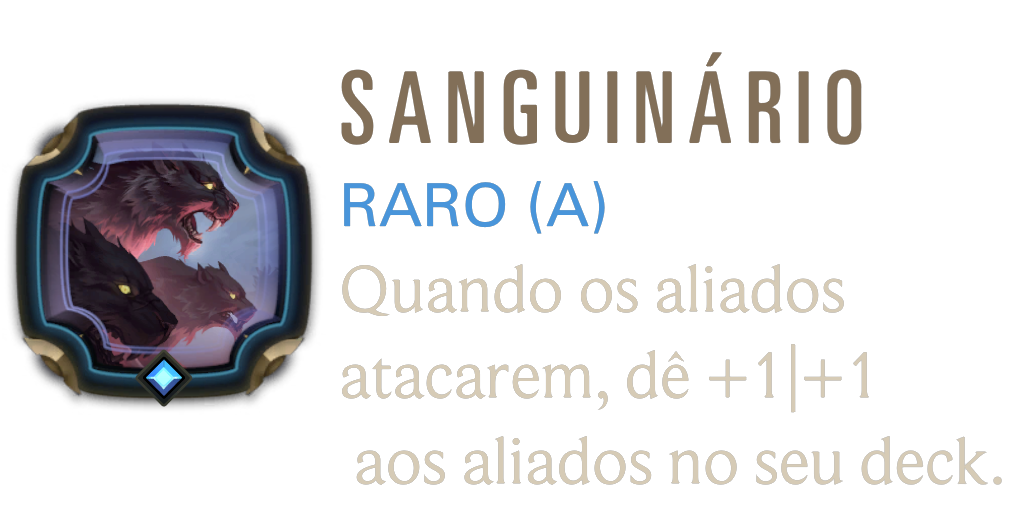 SANGUINÁRIO
RARO (A)
Quando os aliados
atacarem, dê +1|+1
aos aliados no seu deck.